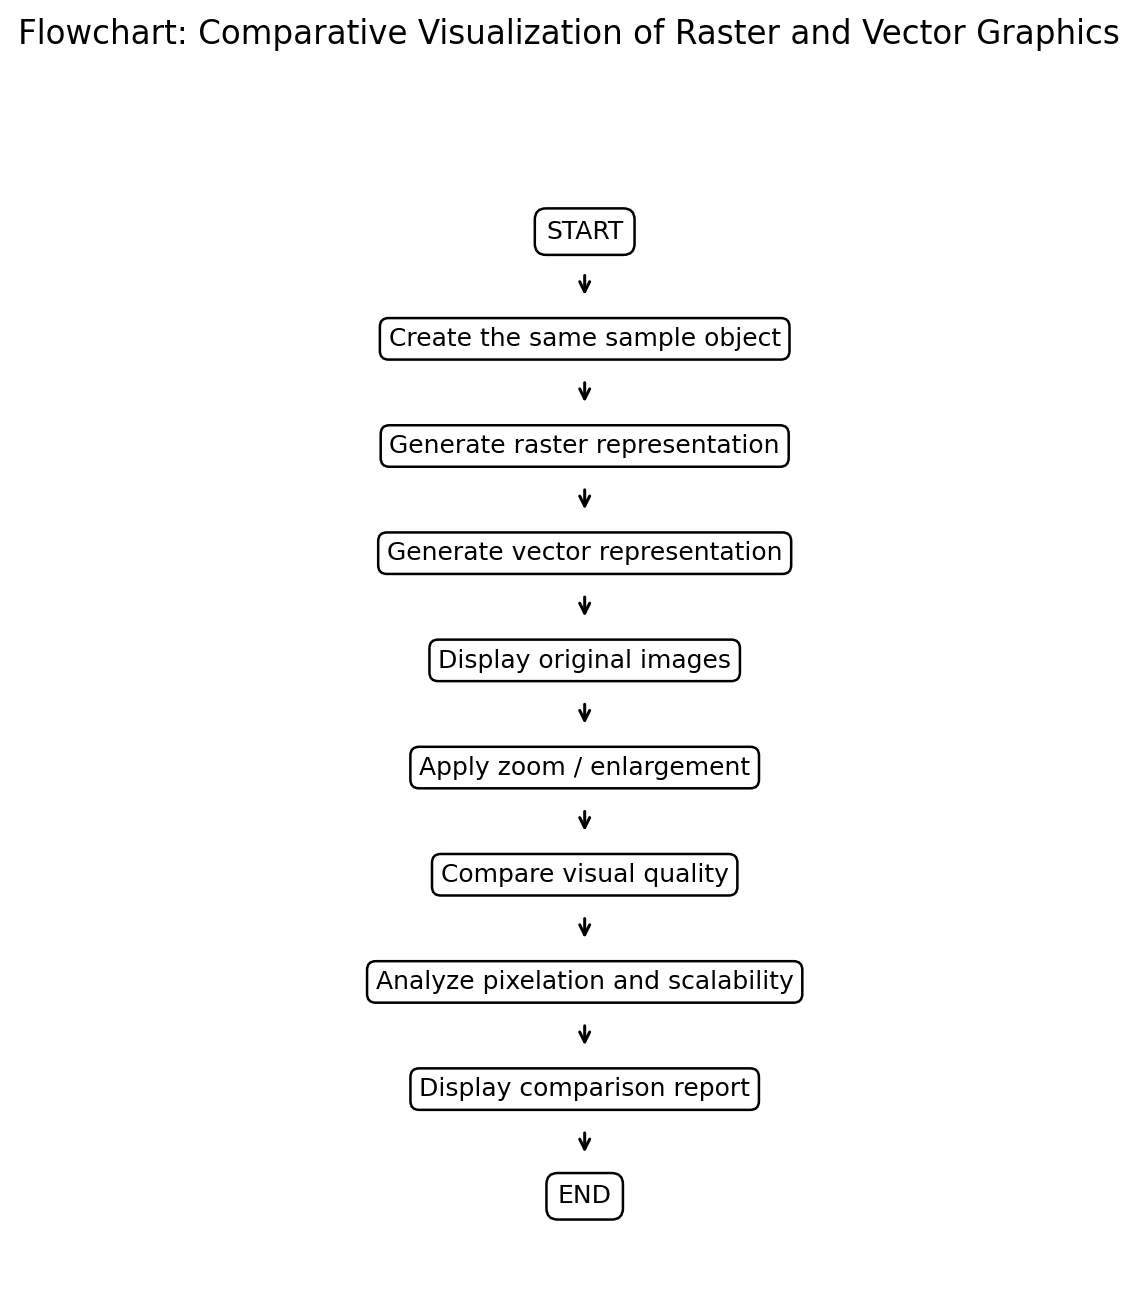 Flowchart: Comparative Visualization of Raster and Vector Graphics
START
Create the same sample object
Generate raster representation
Generate vector representation
Display original images
Apply zoom / enlargement
Compare visual quality
Analyze pixelation and scalability
Display comparison report
END